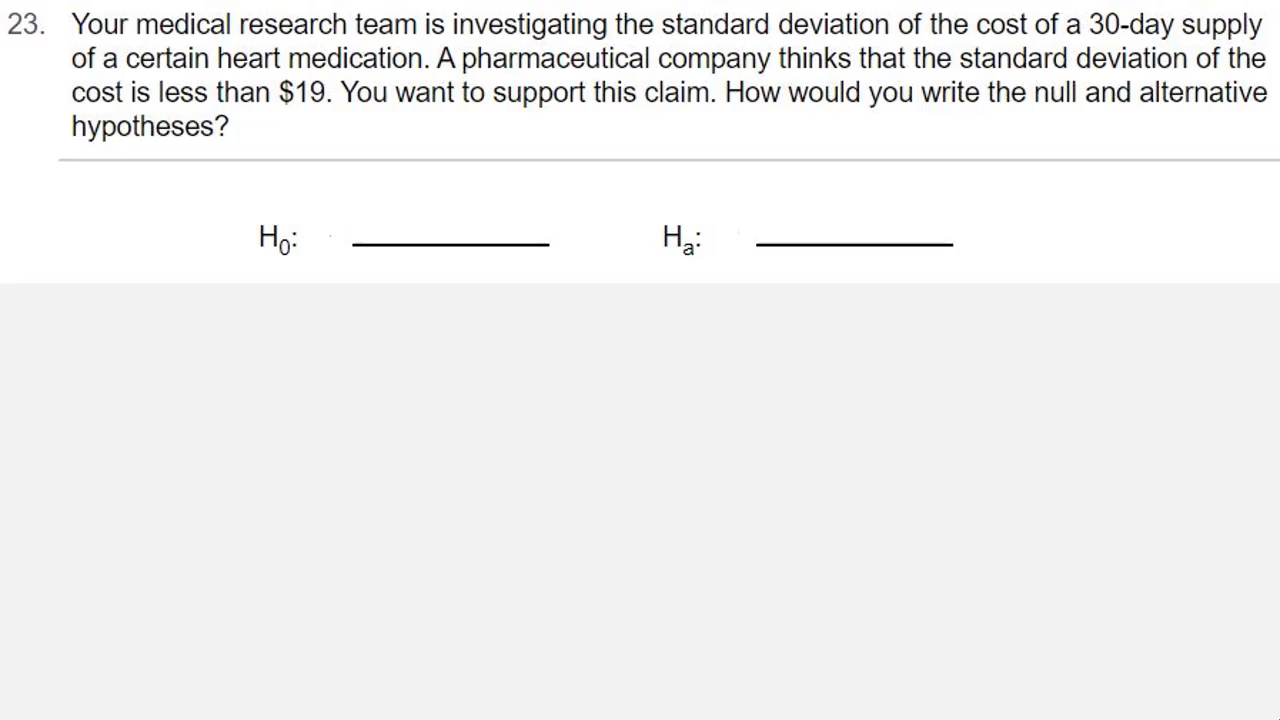 23. Your medical research team is investigating the standard deviation of the cost of a 30-day supply
of a certain heart medication. A pharmaceutical company thinks that the standard deviation of the
cost is less than $19. You want to support this claim. How would you write the null and alternative
hypotheses?
H₀: __________ Hₐ: __________